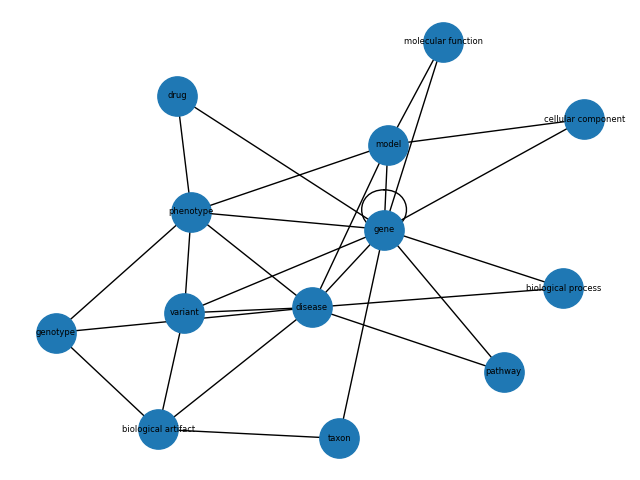 molecular function
drug
cellular component
model
phenotype
gene
biological process
disease
variant
genotype
pathway
biological artifact
taxon